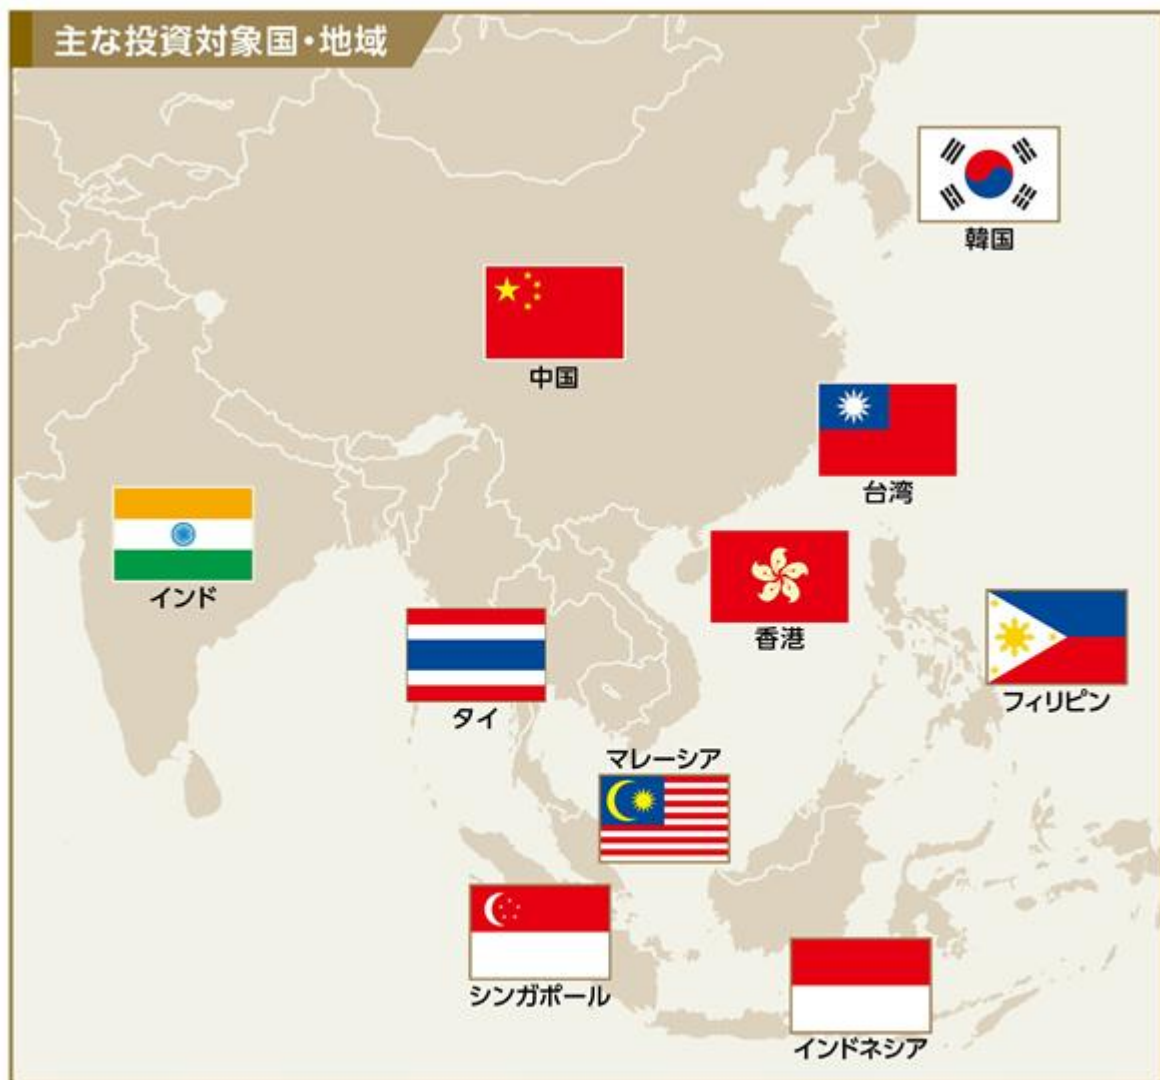 主な投資対象国・地域
韓国
中国
台湾
インド
香港
フィリピン
タイ
マレーシア
シンガポール
インドネシア